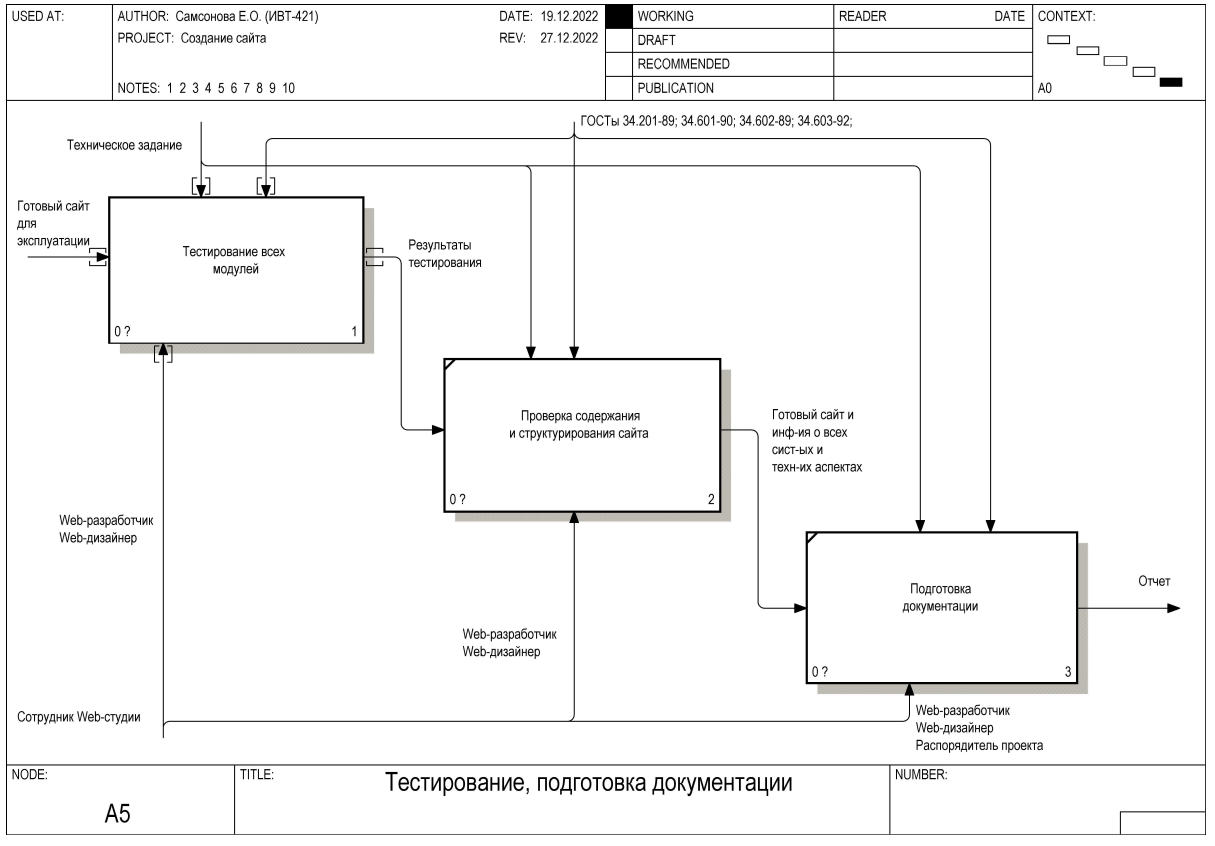 USED AT:
AUTHOR: Самсонова Е.О. (ИВТ-421)
DATE: 19.12.2022
PROJECT: Создание сайта
REV: 27.12.2022
NOTES: 1 2 3 4 5 6 7 8 9 10
WORKING
DRAFT
RECOMMENDED
PUBLICATION
READER
DATE
CONTEXT:
A0
ГОСТы 34.201-89; 34.601-90; 34.602-89; 34.603-92;
Техническое задание
Готовый сайт
для
эксплуатации
Тестирование всех
модулей
0 ?
1
Результаты
тестирования
Проверка содержания
и структурирования сайта
0 ?
2
Готовый сайт и
инф-ия о всех
сист-ых и
техн-их аспектах
Web-разработчик
Web-дизайнер
Подготовка
документации
0 ?
3
Отчет
Web-разработчик
Web-дизайнер
Сотрудник Web-студии
Web-разработчик
Web-дизайнер
Распорядитель проекта
NODE:
A5
TITLE:
Тестирование, подготовка документации
NUMBER: